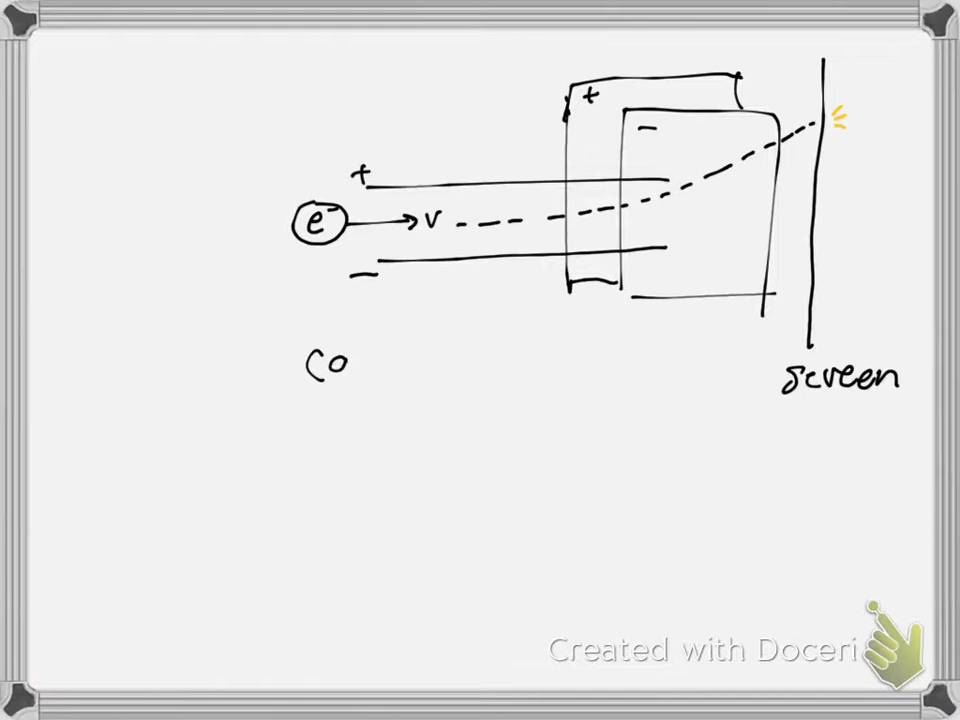 +
−
+
e⁻ v
−
co
screen
Created with Doceri